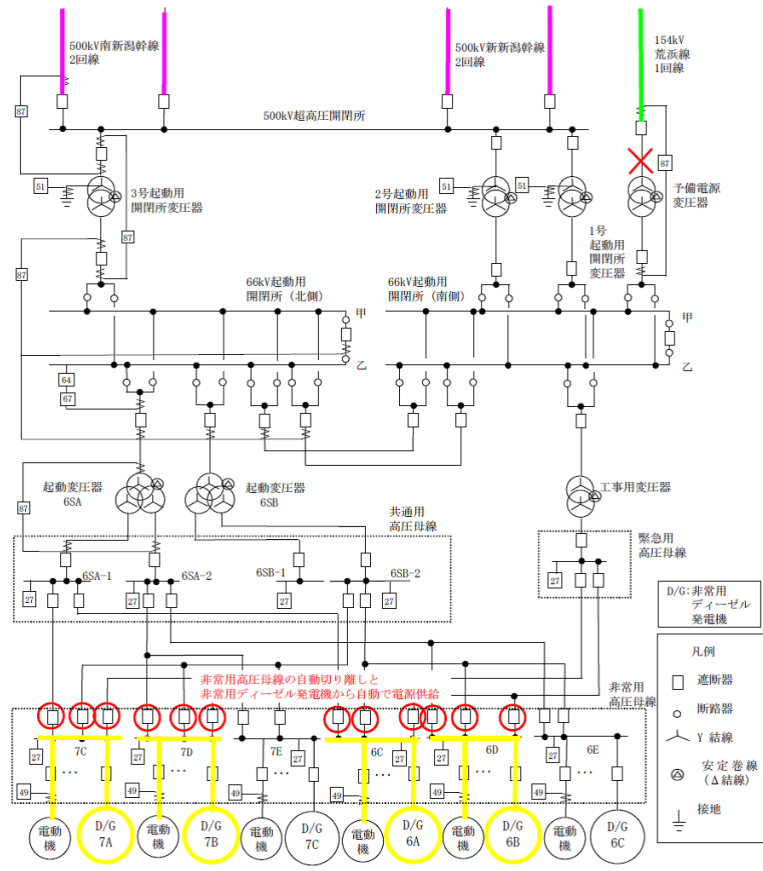 500kV南新潟幹線
2回線
500kV新新潟幹線
2回線
154kV
荒浜線
1回線
87
500kV超高圧開閉所
87
51
3号起動用
開閉所変圧器
2号起動用
開閉所変圧器
51
51
予備電源
変圧器
1号
起動用
開閉所
変圧器
87
87
66kV起動用
開閉所（北側）
66kV起動用
開閉所（南側）
甲
甲
乙
乙
64
67
起動変圧器
6SA
起動変圧器
6SB
工事用変圧器
87
共通用
高圧母線
緊急用
高圧母線
6SA-1
6SA-2
6SB-1
6SB-2
27
27
27
27
27
D/G:非常用
ディーゼル
発電機
非常用高圧母線の自動切り離しと
非常用ディーゼル発電機から自動で電源供給
非常用
高圧母線
凡例
遮断器
断路器
Y 結線
安定巻線
(Δ結線)
接地
7C
7D
7E
6C
6D
6E
27
27
27
27
27
27
...
...
...
...
...
...
49
49
49
49
49
49
電動
機
D/G
7A
電動
機
D/G
7B
電動
機
D/G
7C
電動
機
D/G
6A
電動
機
D/G
6B
電動
機
D/G
6C